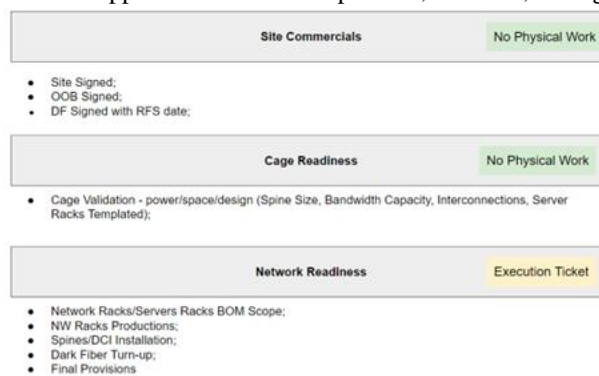 Site Commercials No Physical Work
● Site Signed;
● OOB Signed;
● DF Signed with RFS date;
Cage Readiness No Physical Work
● Cage Validation - power/space/design (Spine Size, Bandwidth Capacity, Interconnections, Server
Racks Templated);
Network Readiness Execution Ticket
● Network Racks/Servers Racks BOM Scope;
● NW Racks Productions;
● Spines/DCI Installation;
● Dark Fiber Turn-up;
● Final Provisions